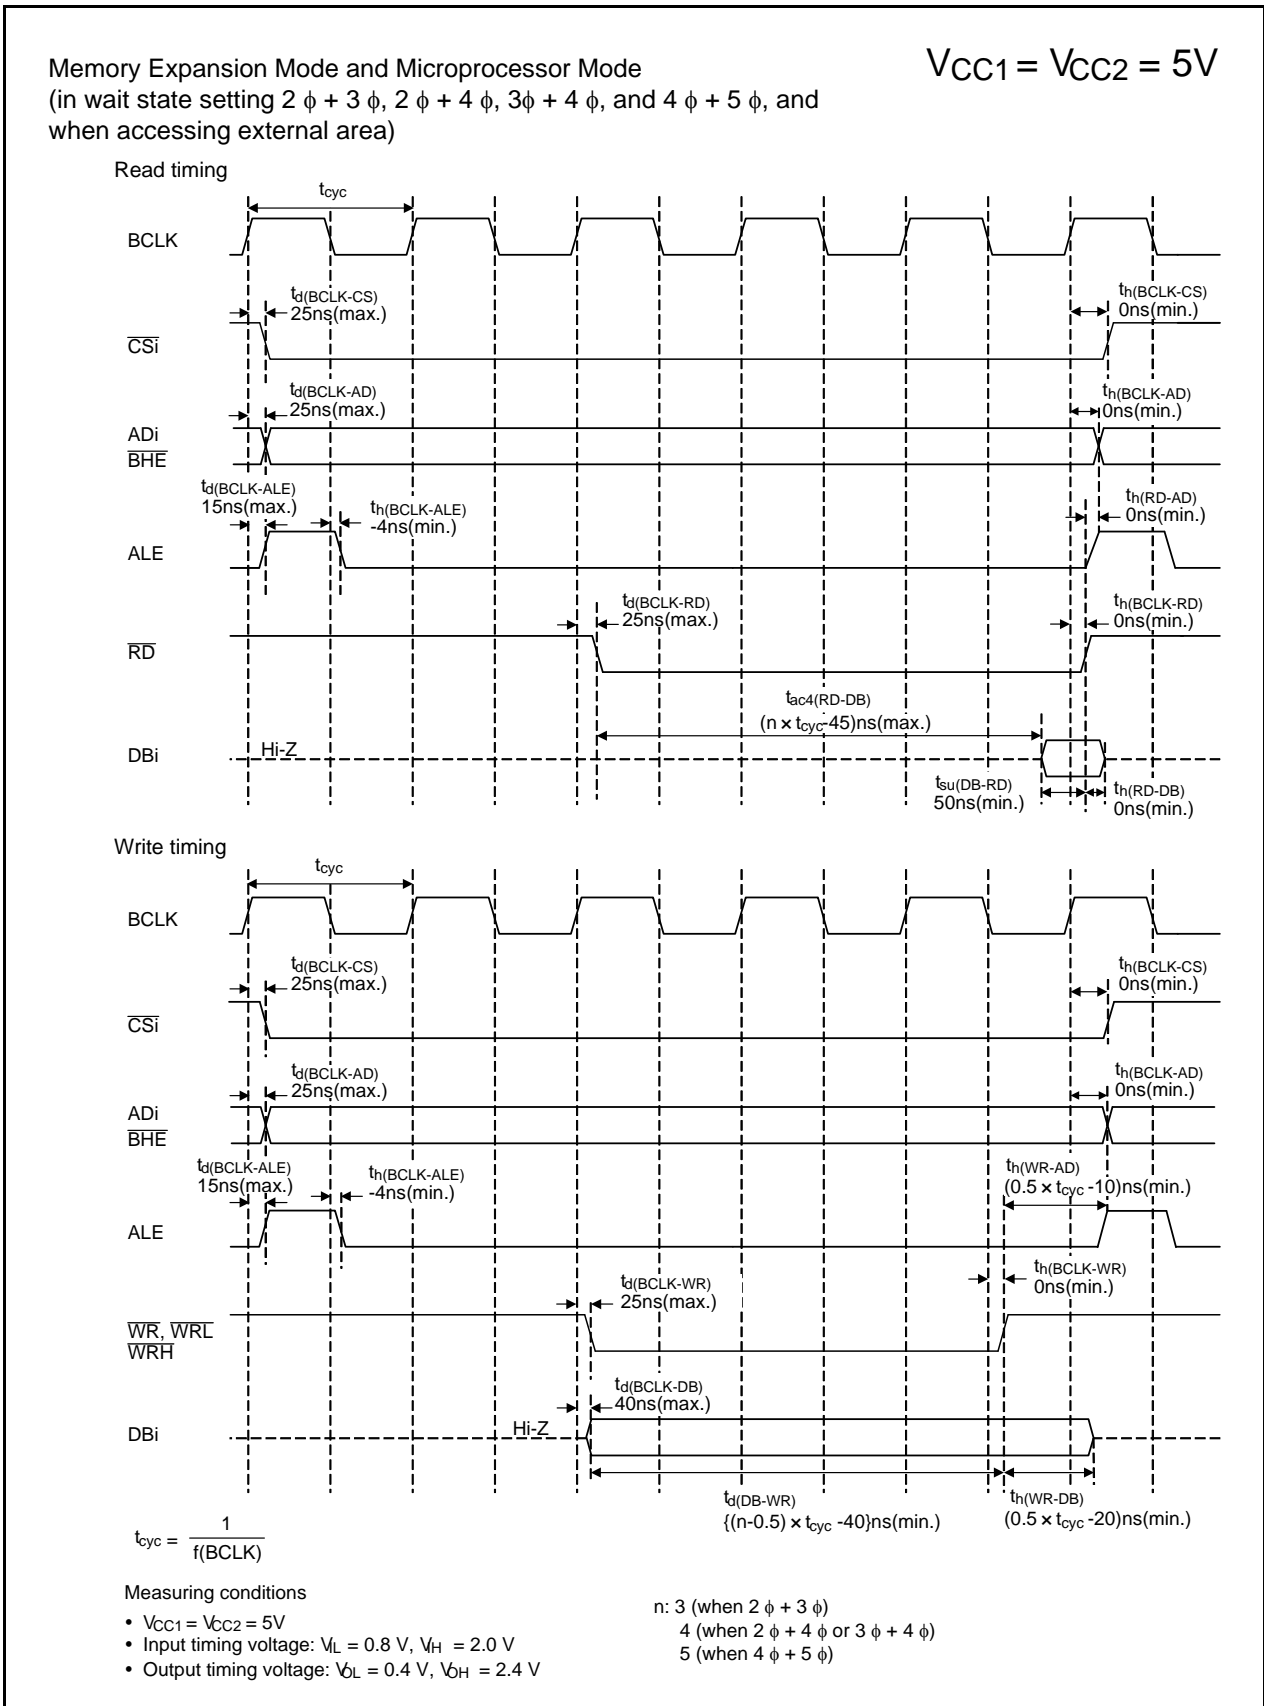 Memory Expansion Mode and Microprocessor Mode
VCC1 = VCC2 = 5V
(in wait state setting 2 ϕ + 3 ϕ, 2 ϕ + 4 ϕ, 3ϕ + 4 ϕ, and 4 ϕ + 5 ϕ, and
when accessing external area)
Read timing
tcyc
BCLK
td(BCLK-CS)
25ns(max.)
th(BCLK-CS)
0ns(min.)
CSi
td(BCLK-AD)
25ns(max.)
th(BCLK-AD)
0ns(min.)
ADi
BHE
td(BCLK-ALE)
15ns(max.)
th(BCLK-ALE)
-4ns(min.)
th(RD-AD)
0ns(min.)
ALE
td(BCLK-RD)
25ns(max.)
th(BCLK-RD)
0ns(min.)
RD
tac4(RD-DB)
(n × tcyc-45)ns(max.)
DBi
Hi-Z
tsu(DB-RD)
50ns(min.)
th(RD-DB)
0ns(min.)
Write timing
tcyc
BCLK
td(BCLK-CS)
25ns(max.)
th(BCLK-CS)
0ns(min.)
CSi
td(BCLK-AD)
25ns(max.)
th(BCLK-AD)
0ns(min.)
ADi
BHE
td(BCLK-ALE)
15ns(max.)
th(BCLK-ALE)
-4ns(min.)
th(WR-AD)
(0.5 × tcyc -10)ns(min.)
ALE
td(BCLK-WR)
25ns(max.)
th(BCLK-WR)
0ns(min.)
WR, WRL
WRH
td(BCLK-DB)
40ns(max.)
DBi
Hi-Z
td(DB-WR)
{(n-0.5) × tcyc -40}ns(min.)
th(WR-DB)
(0.5 × tcyc -20)ns(min.)
tcyc = 1
f(BCLK)
Measuring conditions
• VCC1 = VCC2 = 5V
• Input timing voltage: VIL = 0.8 V, VIH = 2.0 V
• Output timing voltage: VOL = 0.4 V, VOH = 2.4 V
n: 3 (when 2 ϕ + 3 ϕ)
4 (when 2 ϕ + 4 ϕ or 3 ϕ + 4 ϕ)
5 (when 4 ϕ + 5 ϕ)